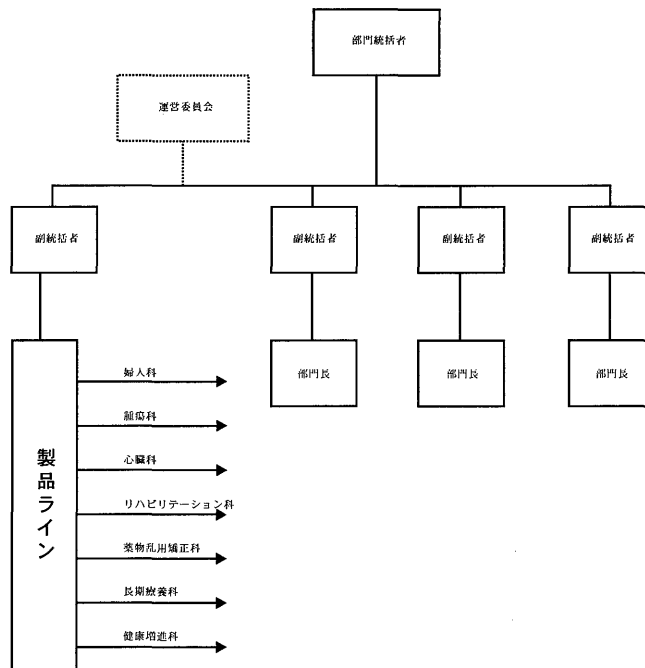 部門統括者
運営委員会
副統括者
副統括者
副統括者
副統括者
部門長
部門長
部門長
製品ライン
婦人科
腫瘍科
心臓科
リハビリテーション科
薬物乱用矯正科
長期療養科
健康増進科